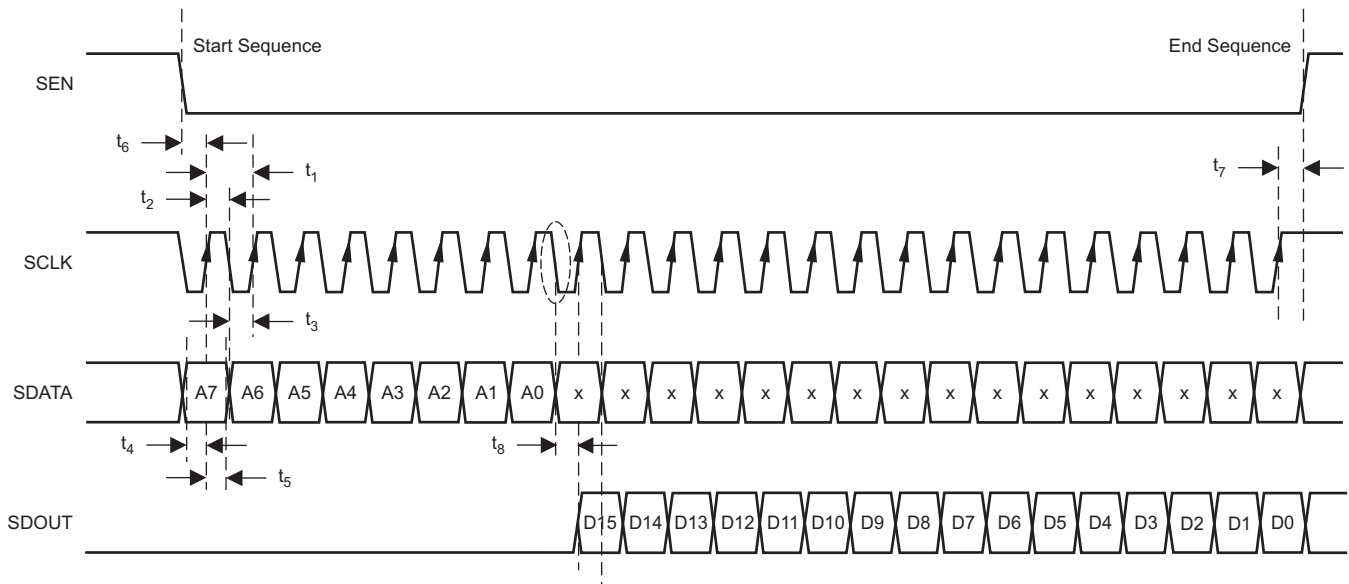 Start Sequence End Sequence
SEN
t6
t1
t7
t2
SCLK
t3
SDATA A7 A6 A5 A4 A3 A2 A1 A0 x x x x x x x x x x x x x x x x
t4 t8
t5
SDOUT D15 D14 D13 D12 D11 D10 D9 D8 D7 D6 D5 D4 D3 D2 D1 D0